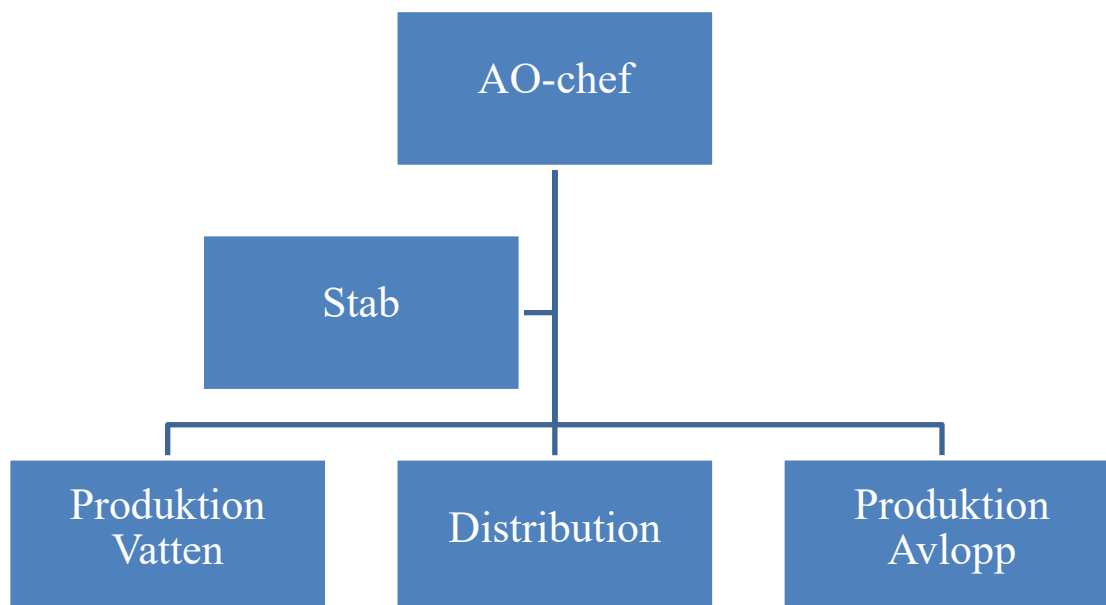 AO-chef
Stab
Produktion
Vatten
Distribution
Produktion
Avlopp